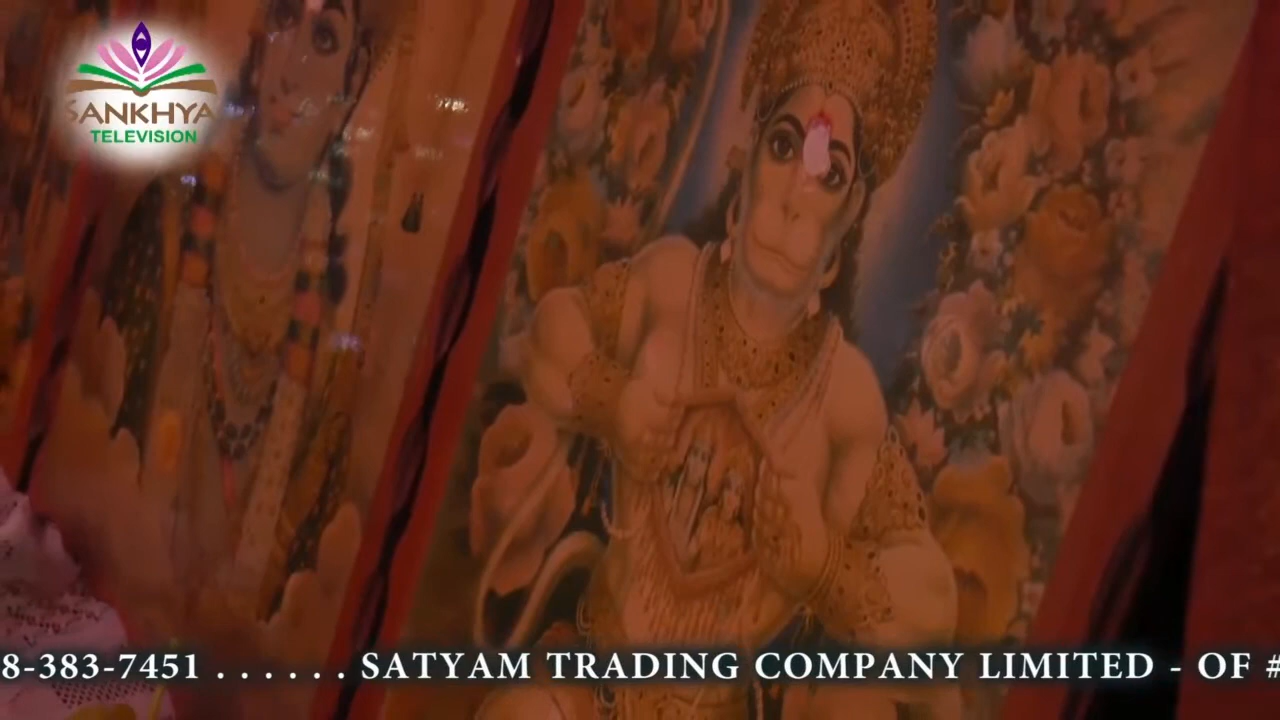 SANKHYA
TELEVISION
8-383-7451 . . . . . . SATYAM TRADING COMPANY LIMITED - OF #